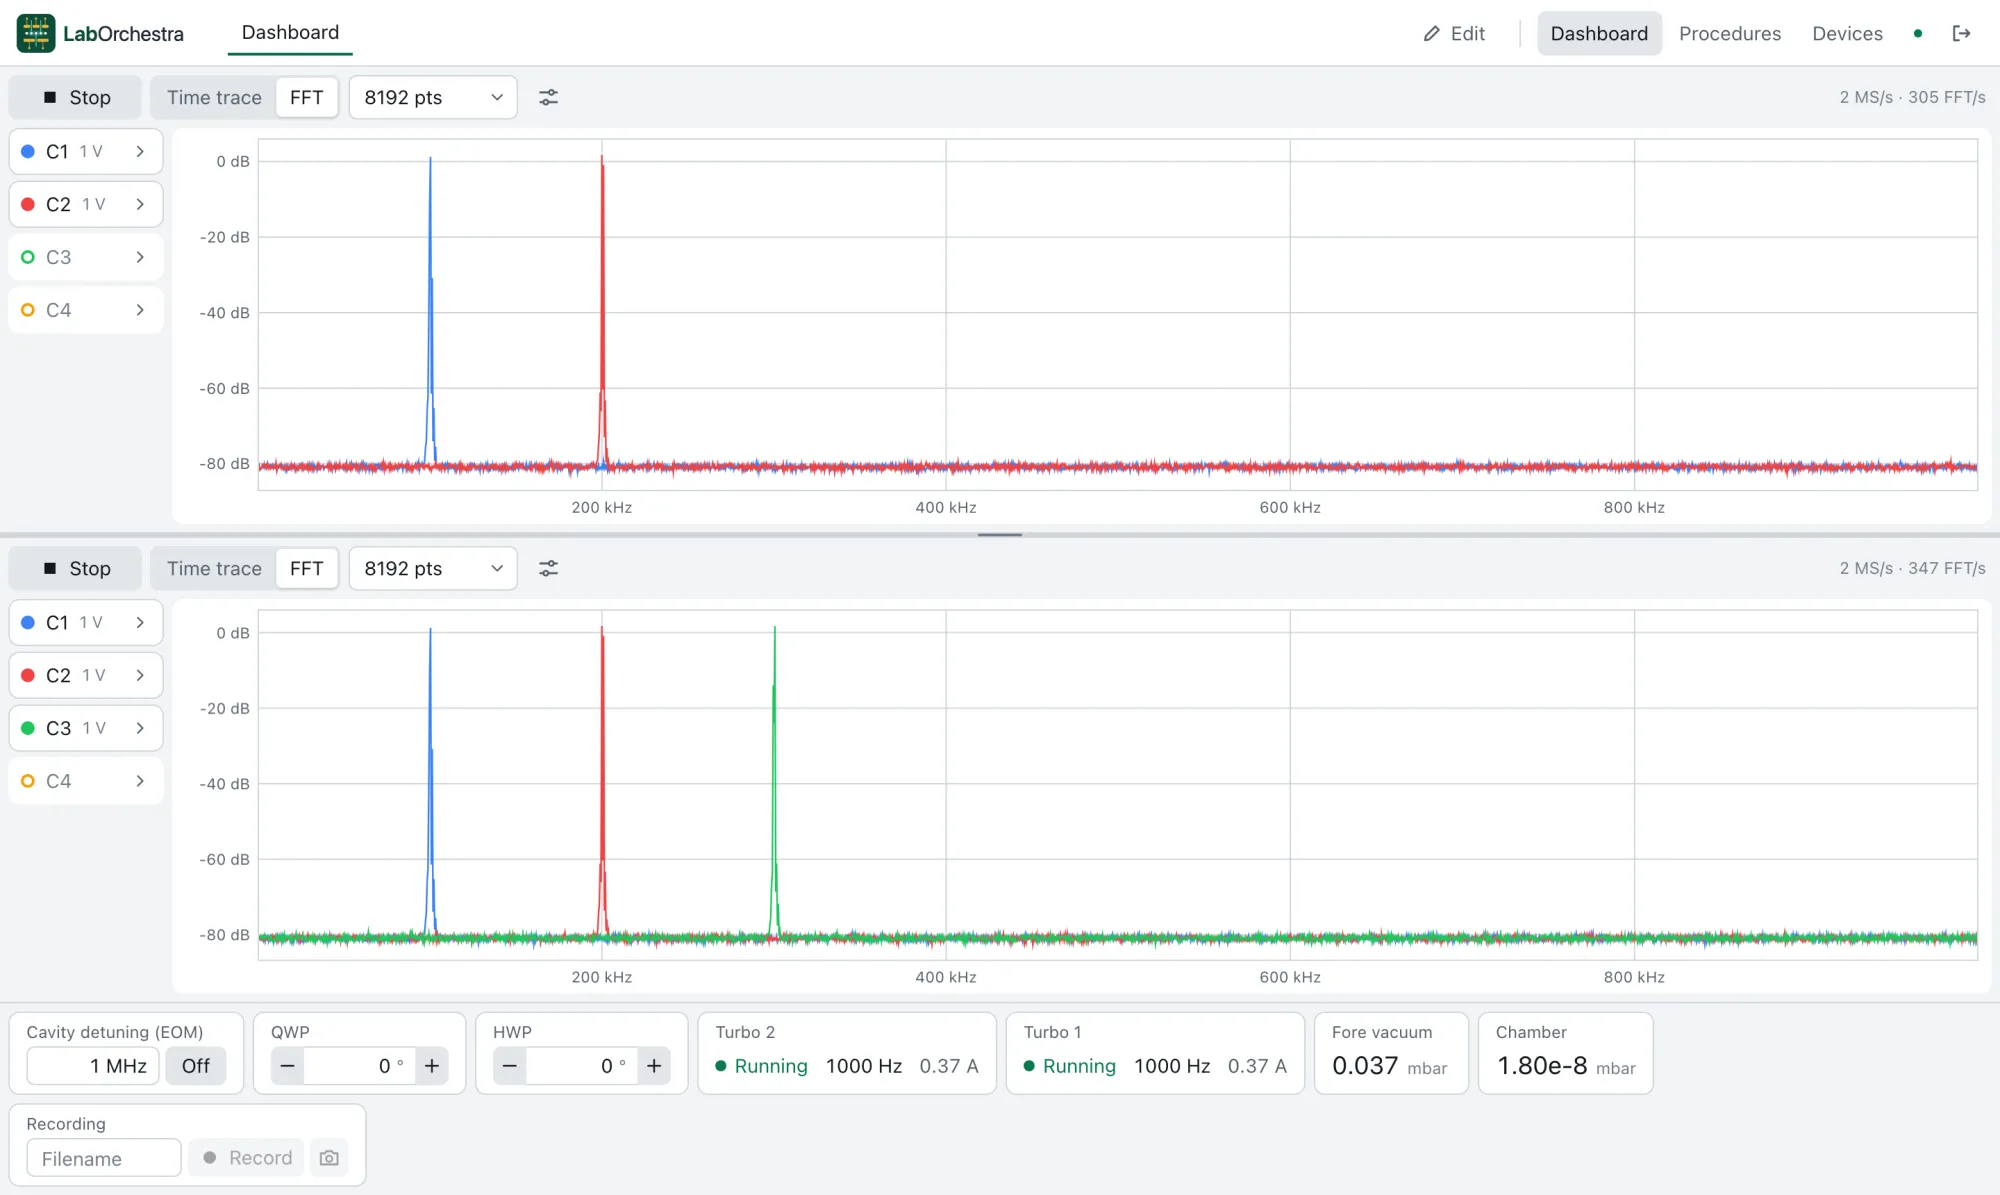 LabOrchestra Dashboard Edit Dashboard Procedures Devices
Stop Time trace FFT 8192 pts 2 MS/s · 305 FFT/s
C1 1 V
C2 1 V
C3
C4
0 dB
-20 dB
-40 dB
-60 dB
-80 dB
200 kHz 400 kHz 600 kHz 800 kHz
Stop Time trace FFT 8192 pts 2 MS/s · 347 FFT/s
C1 1 V
C2 1 V
C3 1 V
C4
0 dB
-20 dB
-40 dB
-60 dB
-80 dB
200 kHz 400 kHz 600 kHz 800 kHz
Cavity detuning (EOM) QWP HWP Turbo 2 Turbo 1 Fore vacuum Chamber
1 MHz Off − 0 ° + − 0 ° + Running 1000 Hz 0.37 A Running 1000 Hz 0.37 A 0.037 mbar 1.80e-8 mbar
Recording
Filename Record